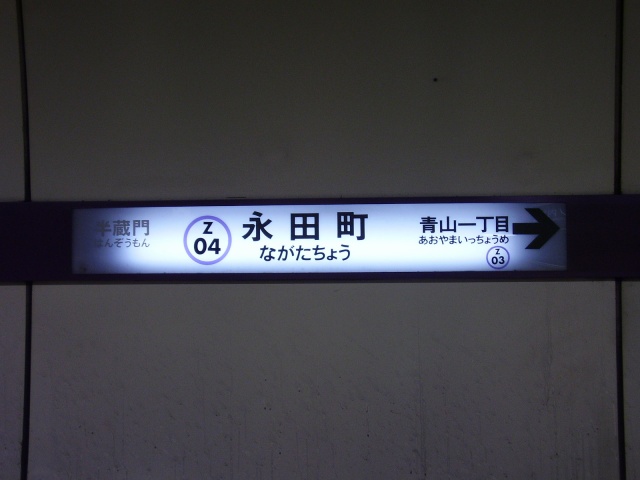 半蔵門
はんぞうもん
Z
04
永田町
ながたちょう
青山一丁目
あおやまいっちょうめ
Z
03